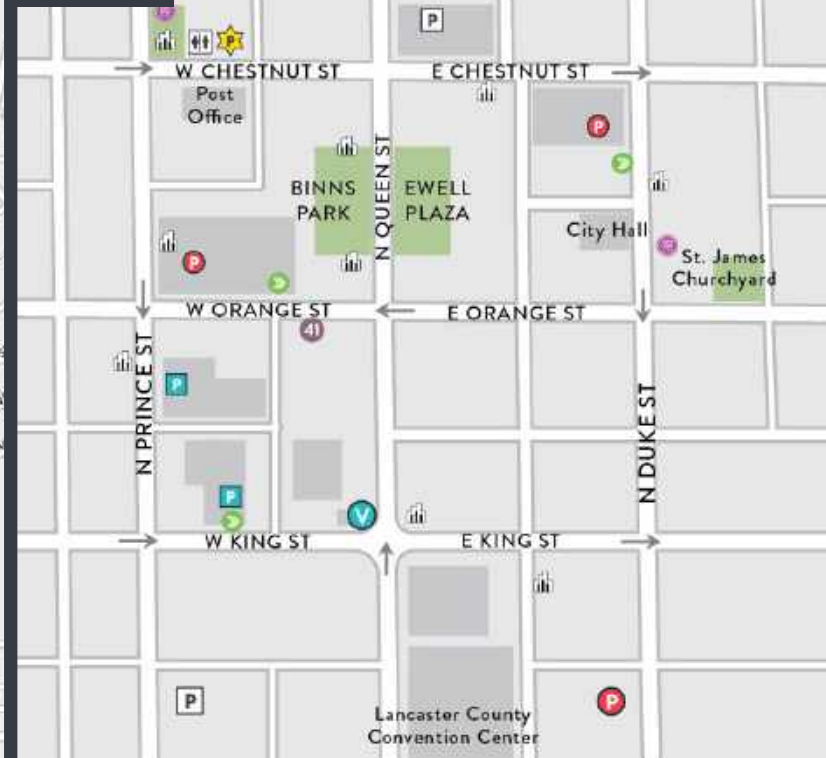 P
P
W CHESTNUT ST
E CHESTNUT ST
Post
Office
P
BINNS
PARK
N QUEEN ST
EWELL
PLAZA
City Hall
P
St. James
Churchyard
W ORANGE ST
E ORANGE ST
41
P
N PRINCE ST
N DUKE ST
P
V
W KING ST
E KING ST
P
P
Lancaster County
Convention Center